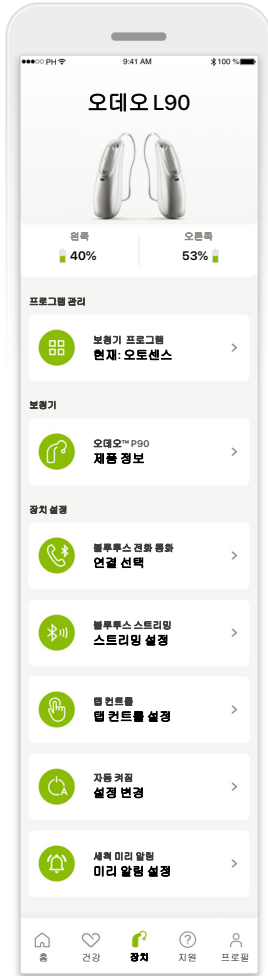 PH 9:41 AM 100 %
오데오 L90
왼쪽 오른쪽
40% 53%
프로그램 관리
보청기 프로그램
현재: 오토센스
보청기
오데오™ P90
제품 정보
장치 설정
블루투스 전화 통화
연결 선택
블루투스 스트리밍
스트리밍 설정
탭 컨트롤
탭 컨트롤 설정
자동 켜짐
설정 변경
세척 미리 알림
미리 알림 설정
홈 건강 장치 지원 프로필